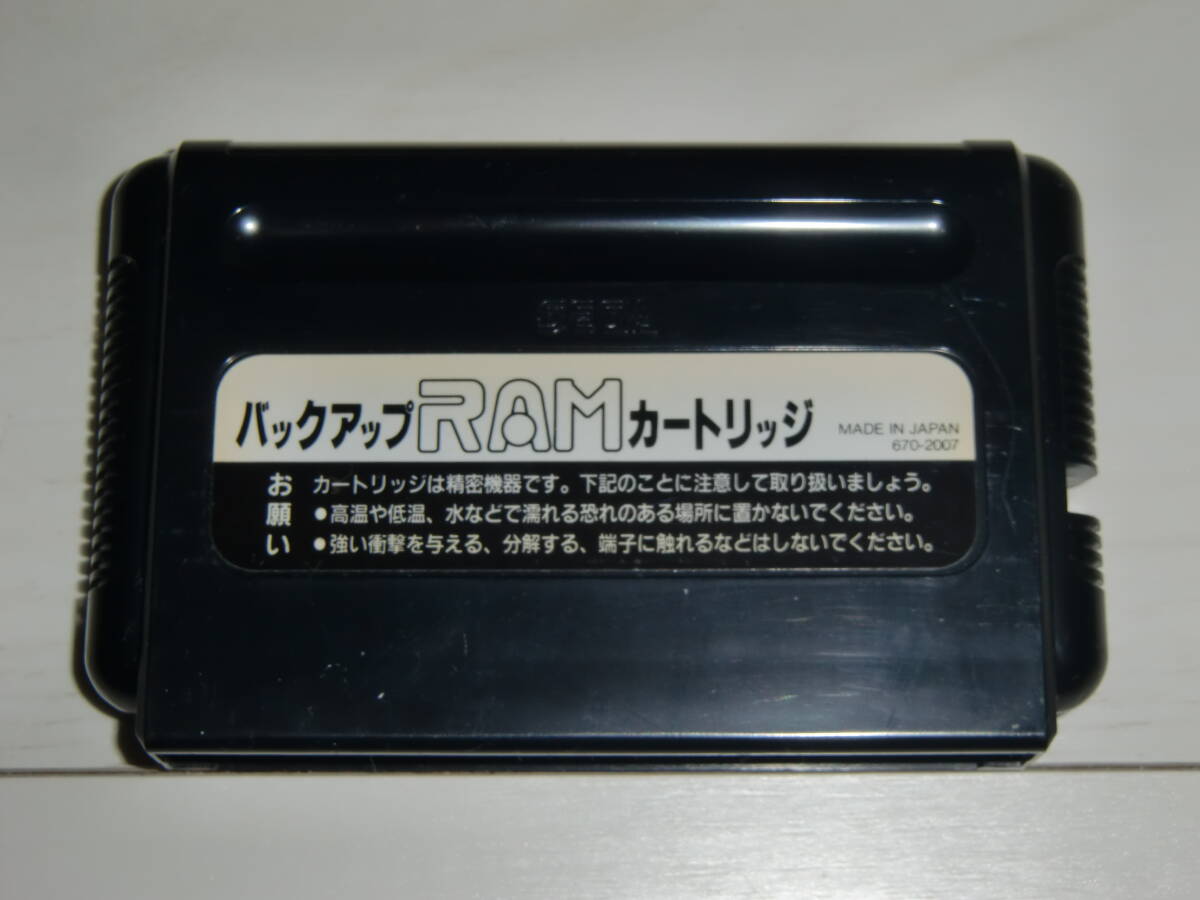 SEGA
バックアップRAMカートリッジ
MADE IN JAPAN
670-2007
お願い
カートリッジは精密機器です。下記のことに注意して取り扱いましょう。
●高温や低温、水などで濡れる恐れのある場所に置かないでください。
●強い衝撃を与える、分解する、端子に触れるなどはしないでください。